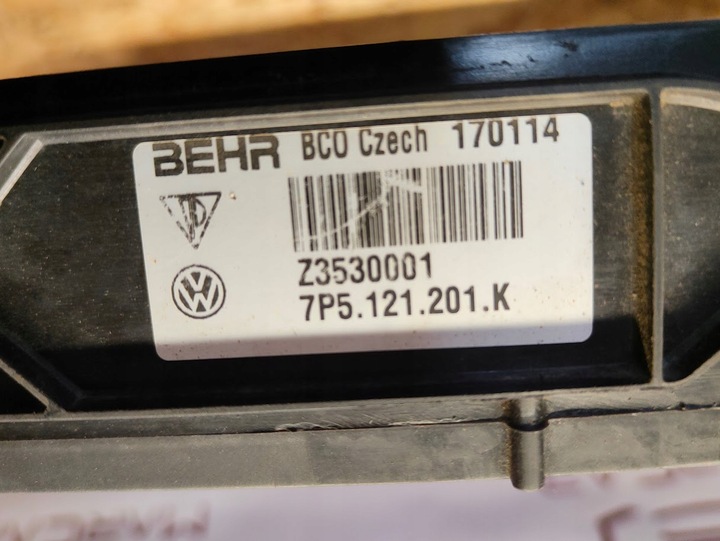 BEHR BCO Czech 170114
Z3530001
7P5.121.201.K